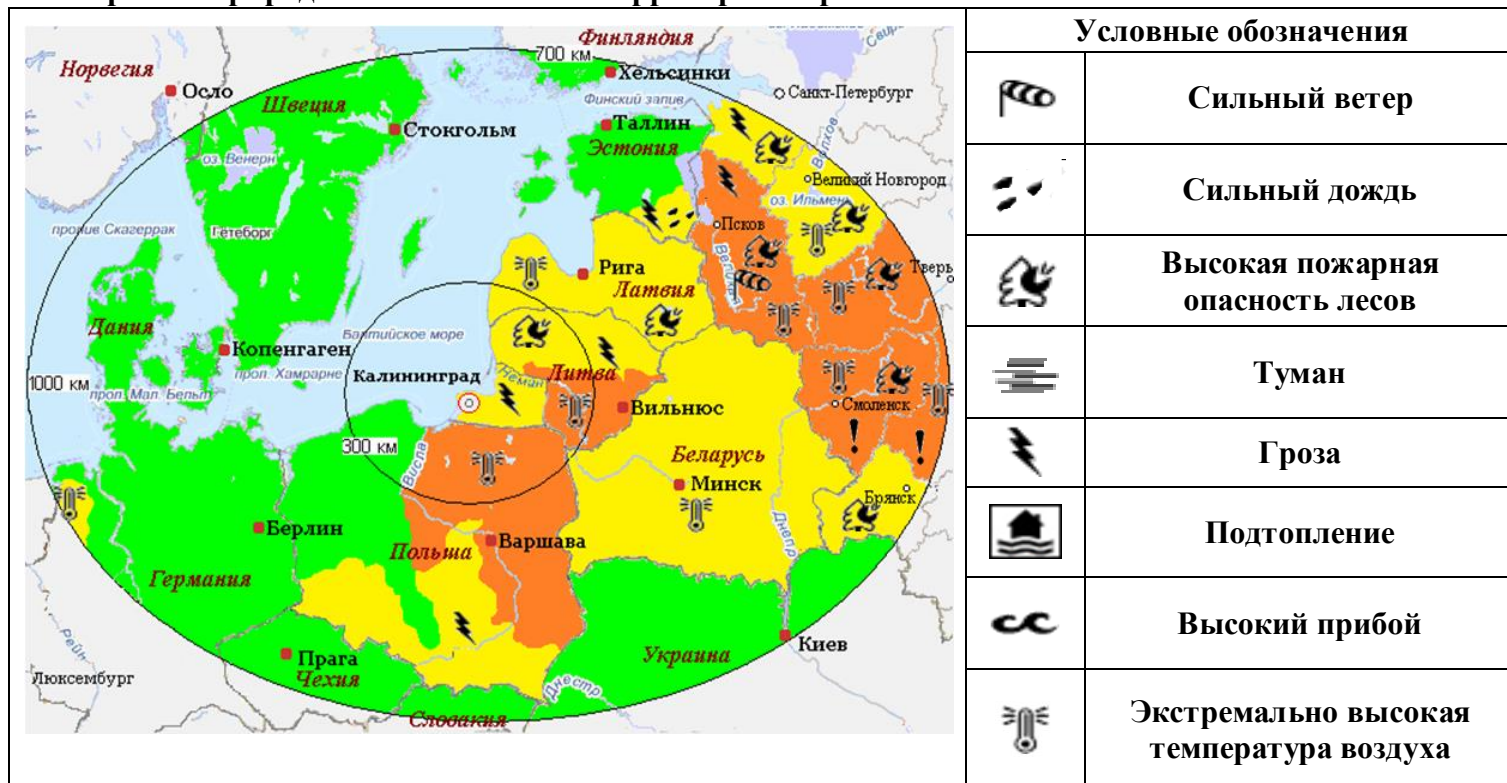 Условные обозначения
Сильный ветер
Сильный дождь
Высокая пожарная
опасность лесов
Туман
Гроза
Подтопление
Высокий прибой
Экстремально высокая
температура воздуха
Финляндия
700 км
Норвегия
Хельсинки
Осло
Санкт-Петербург
Швеция
Финский залив
Стокгольм
Таллин
Эстония
Волхов
оз. Венерн
Великий Новгород
оз. Ильмень
пролив Скагеррак
Гётеборг
Псков
Великая
Рига
Тверь
Латвия
Дания
Балтийское море
Копенгаген
Неман
Литва
1000 км
прол. Хамрарне
Калининград
прол. Мал. Бельт
Смоленск
Вильнюс
300 км
Беларусь
Висла
Минск
Брянск
Берлин
Варшава
Польша
Днепр
Германия
Рейн
Киев
Украина
Прага
Люксембург
Чехия
Днестр
Словакия